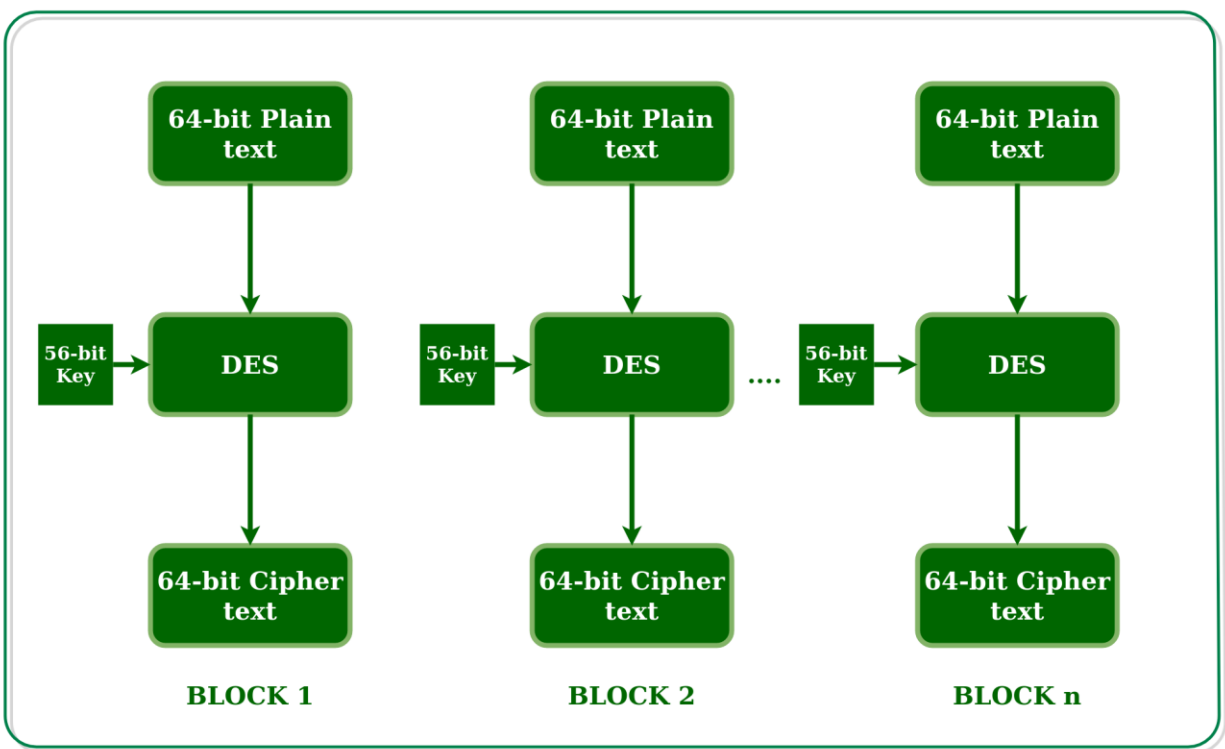 64-bit Plain
text
64-bit Plain
text
64-bit Plain
text
56-bit
Key
DES
56-bit
Key
DES
....
56-bit
Key
DES
64-bit Cipher
text
64-bit Cipher
text
64-bit Cipher
text
BLOCK 1
BLOCK 2
BLOCK n